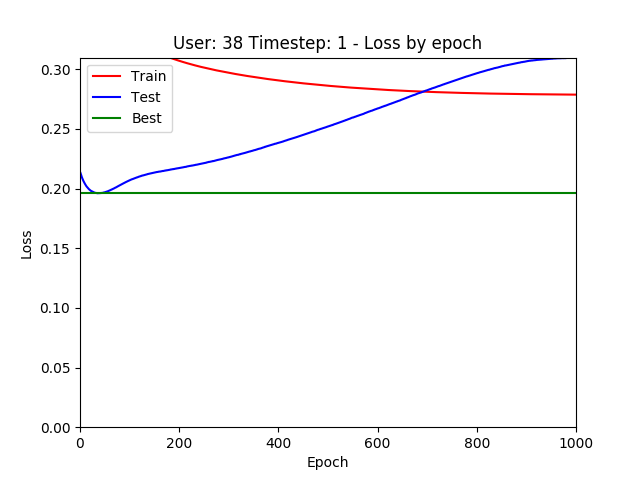 User: 38 Timestep: 1 - Loss by epoch
Train
Test
Best
0.30
0.25
0.20
0.15
0.10
0.05
0.00
Loss
0 200 400 600 800 1000
Epoch